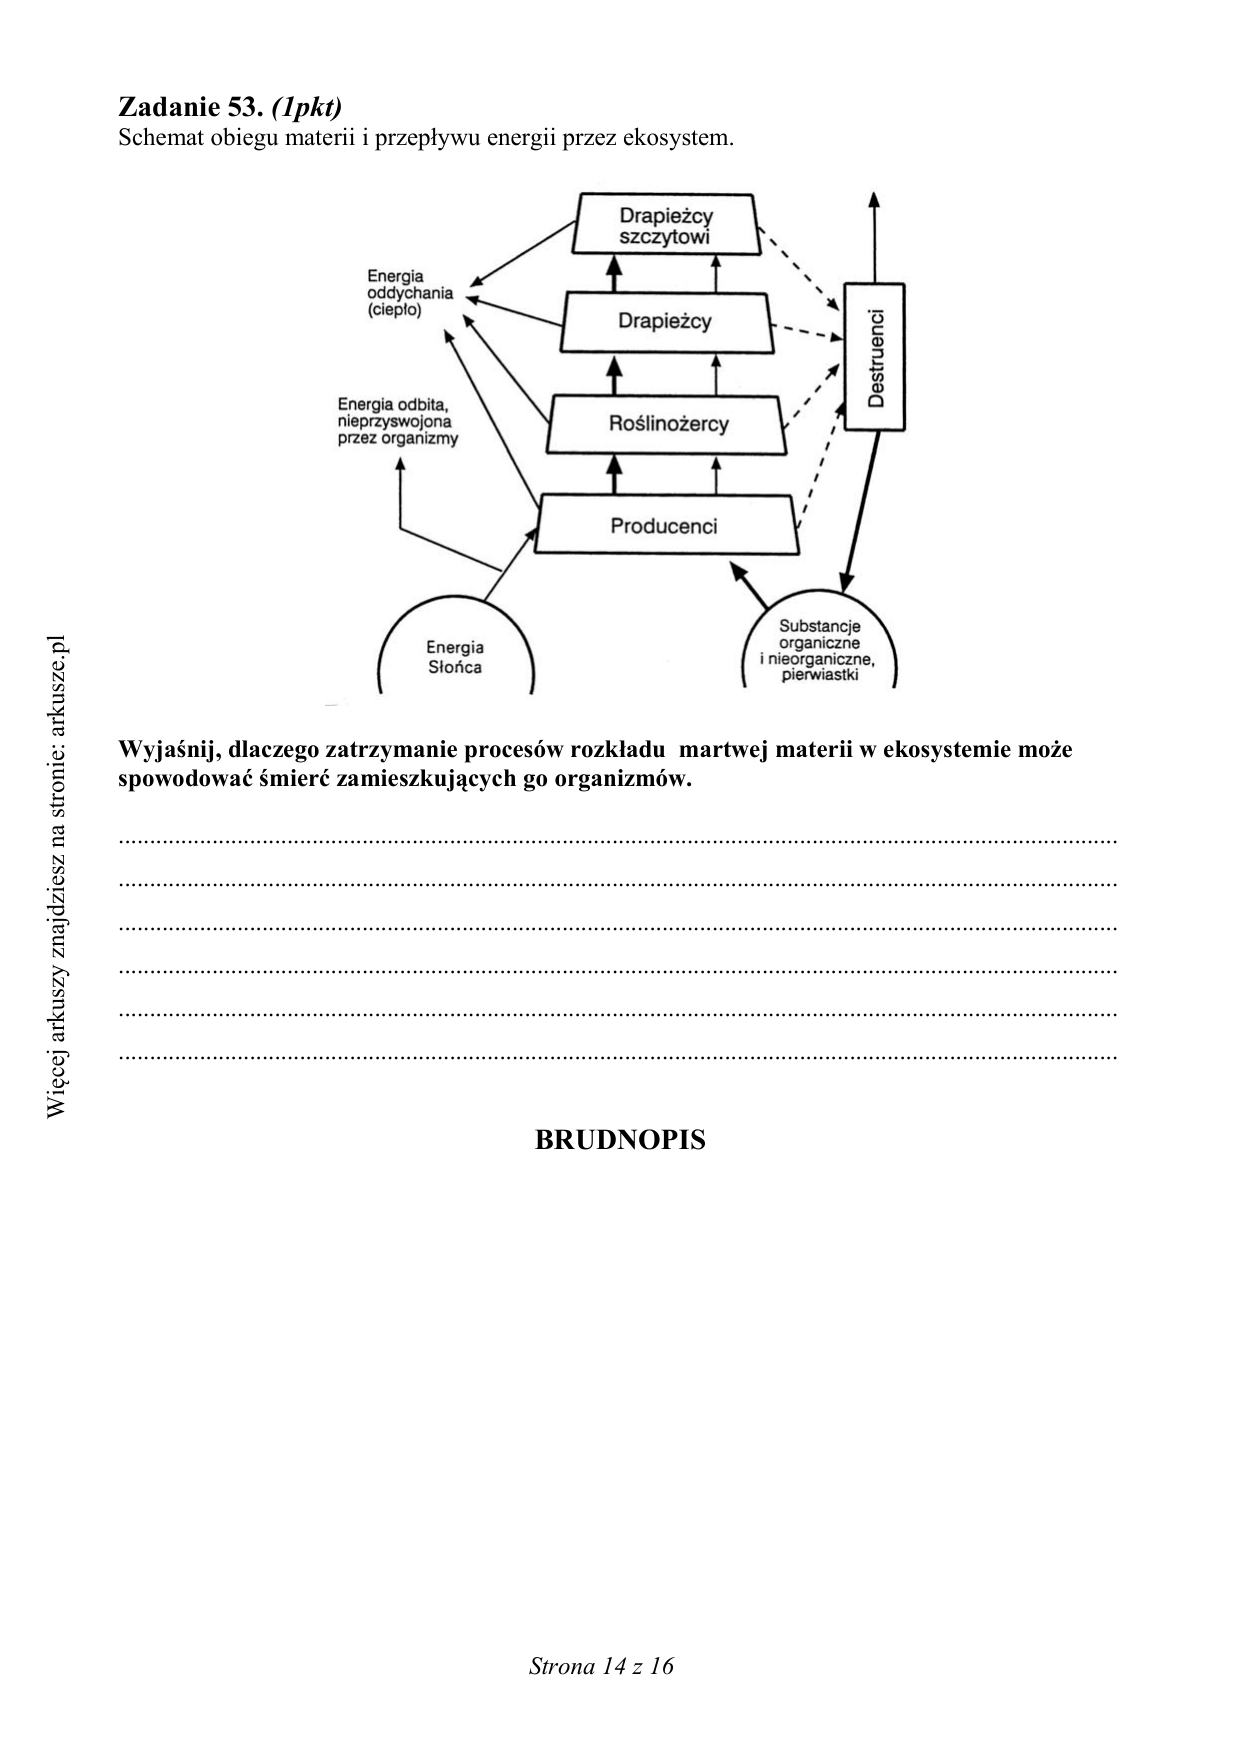 Zadanie 53. (1pkt)
Schemat obiegu materii i przepływu energii przez ekosystem.
Drapieżcy
szczytowi
Energia
oddychania
(ciepło)
Drapieżcy
Destruenci
Energia odbita,
nieprzyswojona
przez organizmy
Roślinożercy
Producenci
Energia
Słońca
Substancje
organiczne
i nieorganiczne,
pierwiastki
Wyjaśnij, dlaczego zatrzymanie procesów rozkładu  martwej materii w ekosystemie może
spowodować śmierć zamieszkujących go organizmów.
BRUDNOPIS
Strona 14 z 16
Więcej arkuszy znajdziesz na stronie: arkusze.pl